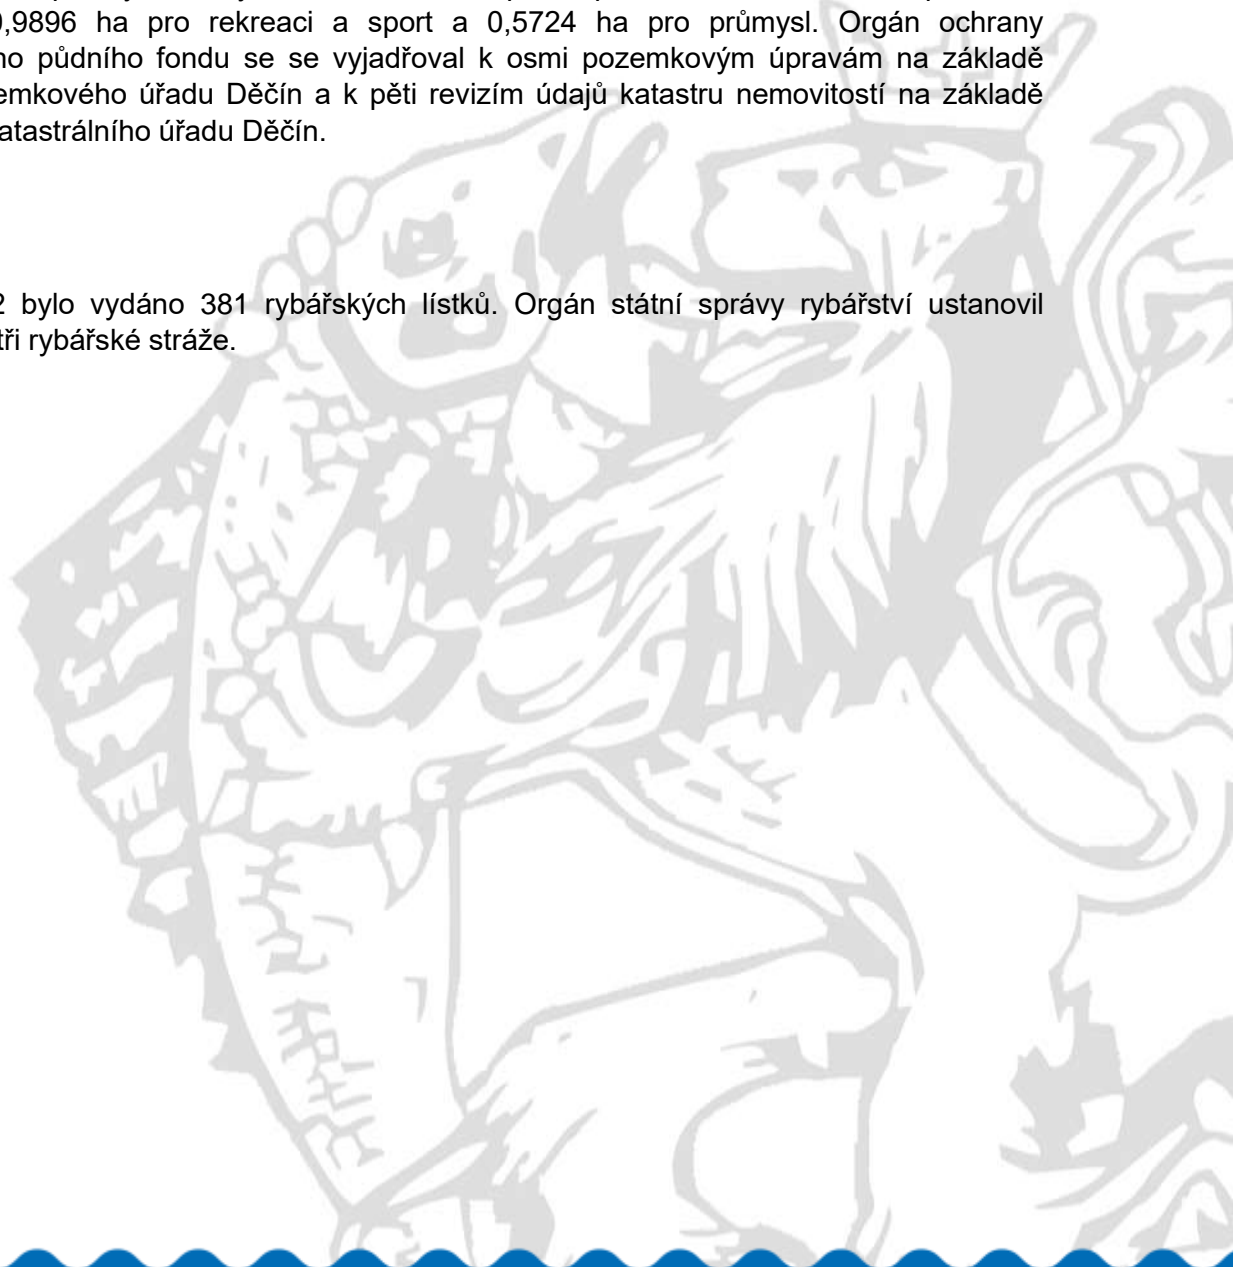 ,9896 ha pro rekreaci a sport a 0,5724 ha pro průmysl. Orgán ochrany
ho půdního fondu se se vyjadřoval k osmi pozemkovým úpravám na základě
emkového úřadu Děčín a k pěti revizím údajů katastru nemovitostí na základě
atastrálního úřadu Děčín.
2 bylo vydáno 381 rybářských lístků. Orgán státní správy rybářství ustanovil
tři rybářské stráže.